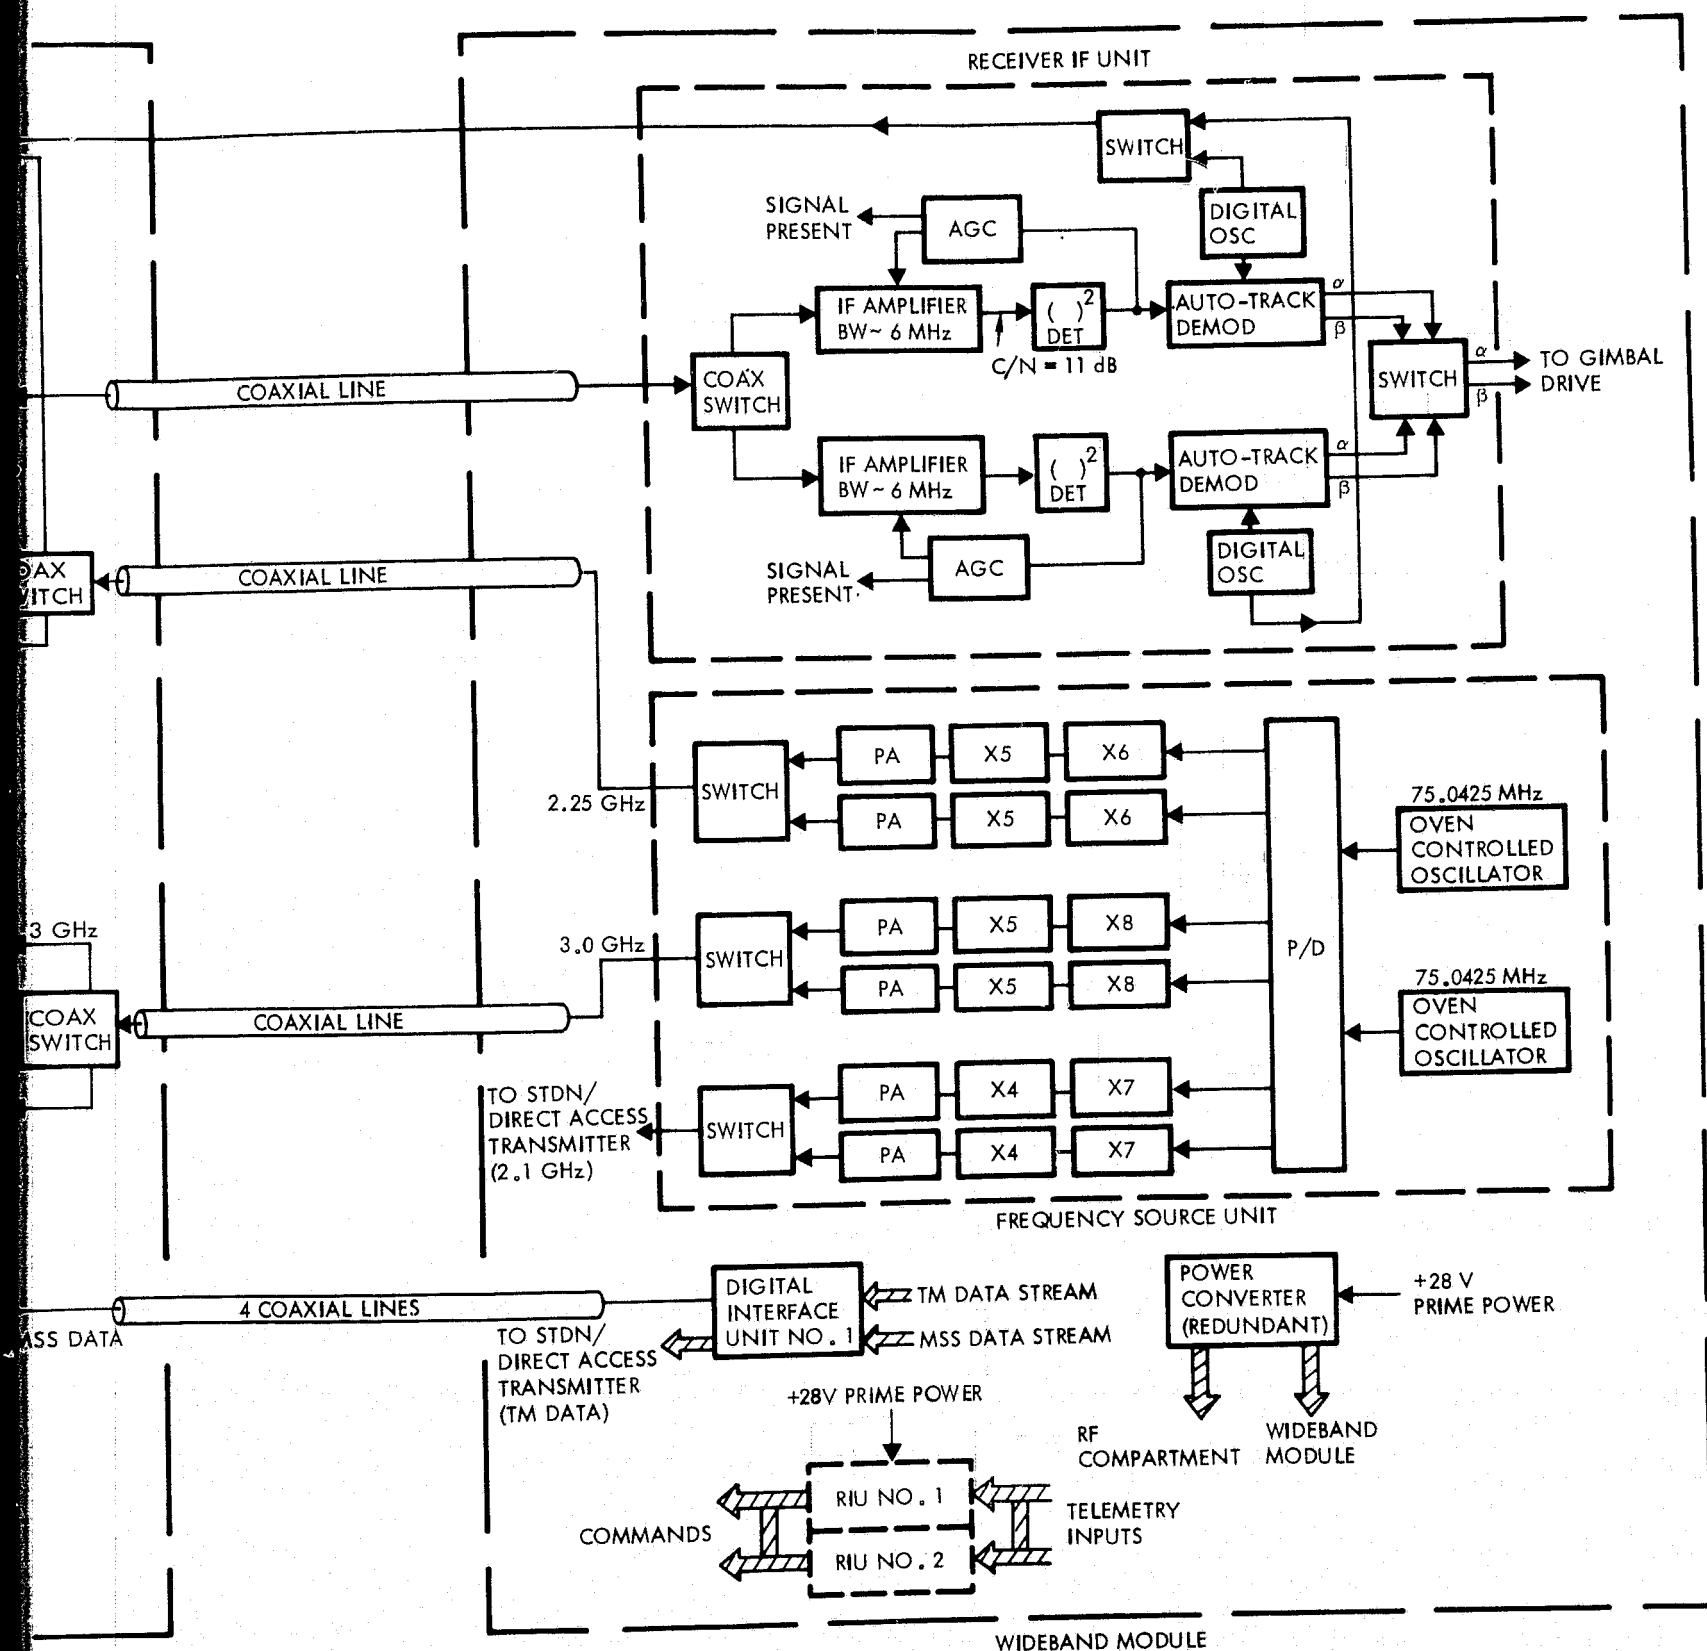 RECEIVER IF UNIT
SWITCH
SIGNAL
PRESENT
AGC
DIGITAL
OSC
IF AMPLIFIER
BW~ 6 MHz
( )²
DET
AUTO-TRACK
DEMOD
α
β
C/N = 11 dB
COAXIAL LINE
COAX
SWITCH
SWITCH
α
β
TO GIMBAL
DRIVE
IF AMPLIFIER
BW~ 6 MHz
( )²
DET
AUTO-TRACK
DEMOD
α
β
COAXIAL LINE
SIGNAL
PRESENT
AGC
DIGITAL
OSC
2.25 GHz
SWITCH
PA
X5
X6
PA
X5
X6
75.0425 MHz
OVEN
CONTROLLED
OSCILLATOR
3 GHz
3.0 GHz
SWITCH
PA
X5
X8
PA
X5
X8
P/D
75.0425 MHz
OVEN
CONTROLLED
OSCILLATOR
COAX
SWITCH
COAXIAL LINE
TO STDN/
DIRECT ACCESS
TRANSMITTER
(2.1 GHz)
SWITCH
PA
X4
X7
PA
X4
X7
FREQUENCY SOURCE UNIT
4 COAXIAL LINES
DIGITAL
INTERFACE
UNIT NO. 1
TM DATA STREAM
MSS DATA STREAM
POWER
CONVERTER
(REDUNDANT)
+28 V
PRIME POWER
DATA
TO STDN/
DIRECT ACCESS
TRANSMITTER
(TM DATA)
+28V PRIME POWER
RF
COMPARTMENT
WIDEBAND
MODULE
COMMANDS
RIU NO. 1
RIU NO. 2
TELEMETRY
INPUTS
WIDEBAND MODULE